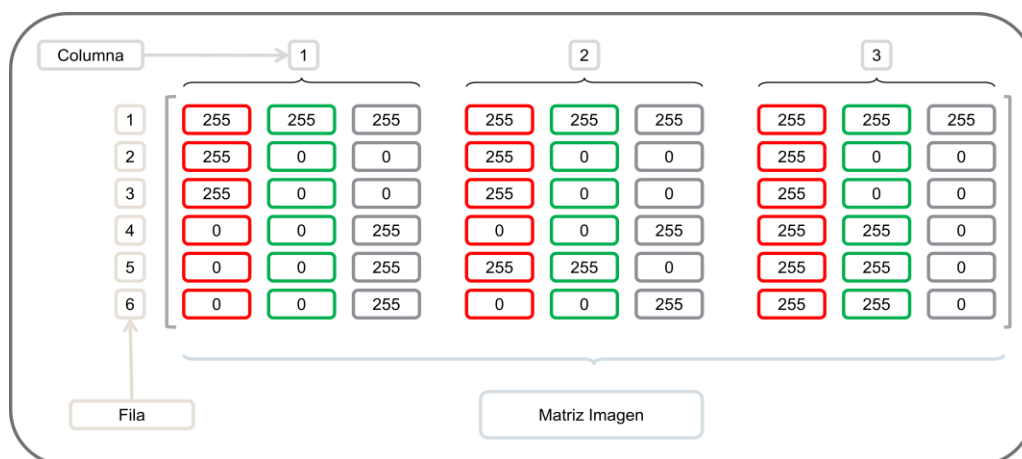 Columna 1 2 3
1 255 255 255 255 255 255 255 255 255
2 255 0 0 255 0 0 255 0 0
3 255 0 0 255 0 0 255 0 0
4 0 0 255 0 0 255 255 255 0
5 0 0 255 255 255 0 255 255 0
6 0 0 255 0 0 255 255 255 0
Fila Matriz Imagen